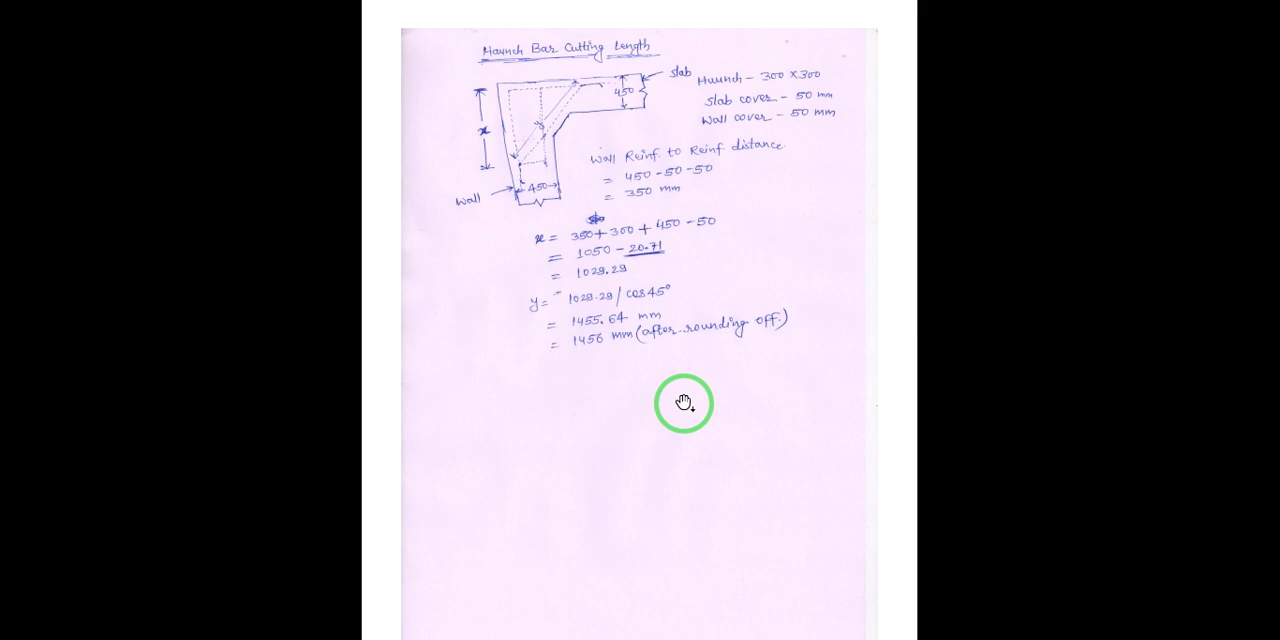 Haunch Bar Cutting Length
slab
450
Haunch - 300 X 300
Slab cover - 50 mm
Wall cover - 50 mm
x
y
Wall
450
Wall Reinf. to Reinf distance
= 450-50-50
= 350 mm
x = 350 + 300 + 450 - 50
= 1050 - 20.71
= 1029.29
y = 1029.29 / cos 45°
= 1455.64 mm
= 1456 mm (after rounding off.)